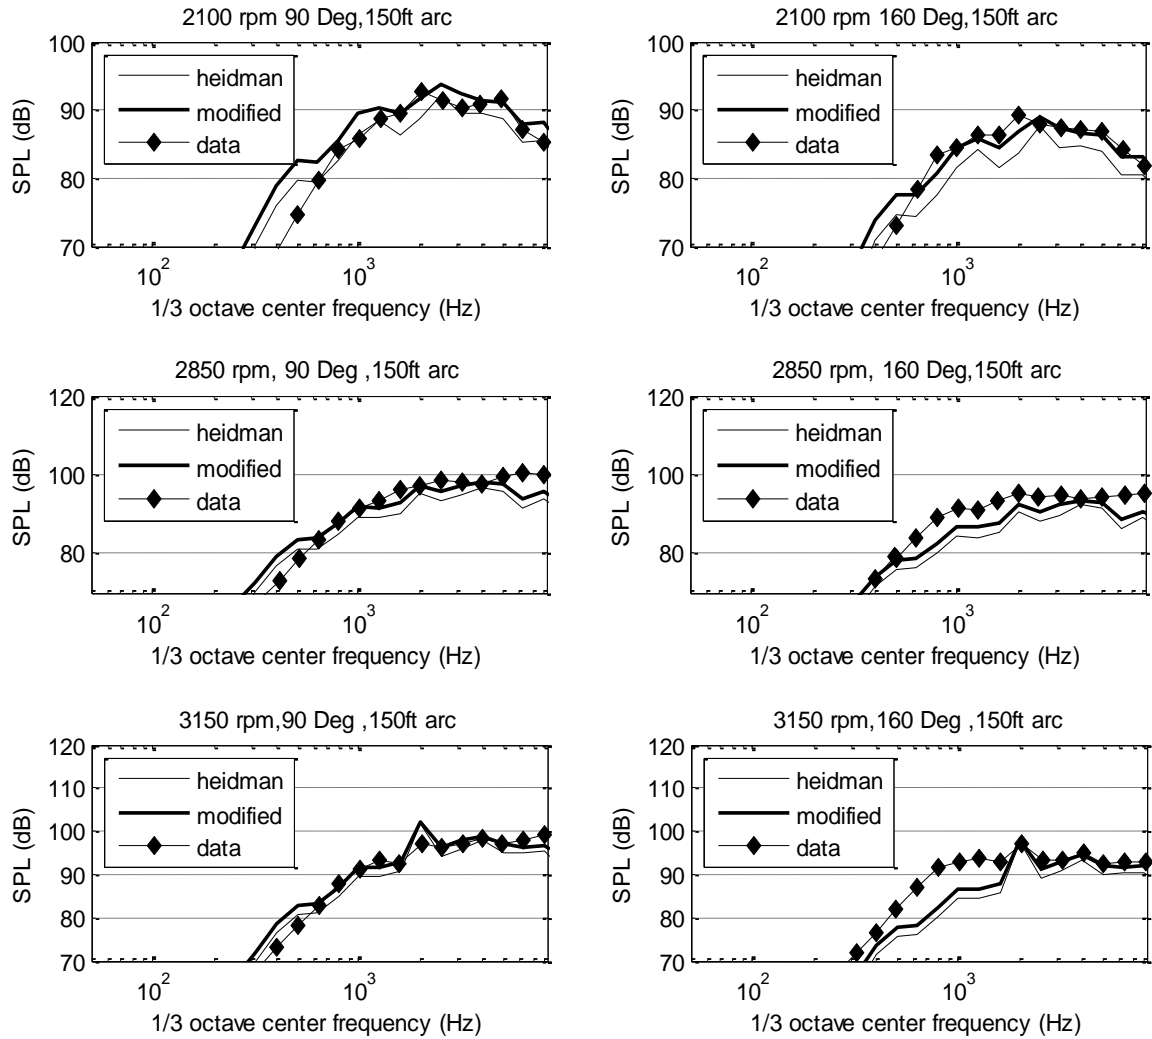 2100 rpm 90 Deg,150ft arc
SPL (dB)
100
90
80
70
heidman
modified
data
10^2
10^3
1/3 octave center frequency (Hz)
2100 rpm 160 Deg,150ft arc
SPL (dB)
100
90
80
70
heidman
modified
data
10^2
10^3
1/3 octave center frequency (Hz)
2850 rpm, 90 Deg ,150ft arc
SPL (dB)
120
100
80
heidman
modified
data
10^2
10^3
1/3 octave center frequency (Hz)
2850 rpm, 160 Deg,150ft arc
SPL (dB)
120
100
80
heidman
modified
data
10^2
10^3
1/3 octave center frequency (Hz)
3150 rpm,90 Deg ,150ft arc
SPL (dB)
120
110
100
90
80
70
heidman
modified
data
10^2
10^3
1/3 octave center frequency (Hz)
3150 rpm,160 Deg ,150ft arc
SPL (dB)
120
110
100
90
80
70
heidman
modified
data
10^2
10^3
1/3 octave center frequency (Hz)